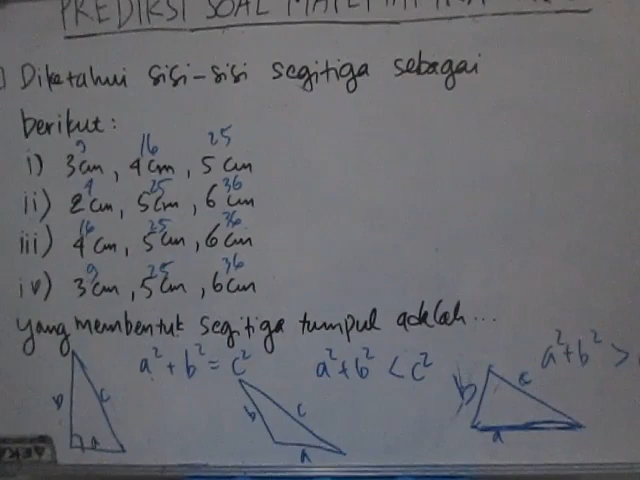 PREDIKSI SOAL
Diketahui sisi-sisi segitiga sebagai
berikut:
9 16 25
i) 3 cm, 4 cm, 5 cm
4 25 36
ii) 2 cm, 5 cm, 6 cm
16 25 36
iii) 4 cm, 5 cm, 6 cm
9 25 36
iv) 3 cm, 5 cm, 6 cm
yang membentuk segitiga tumpul adalah...
a² + b² = c² a² + b² < c² a² + b² >
b c a
b c a
b c a